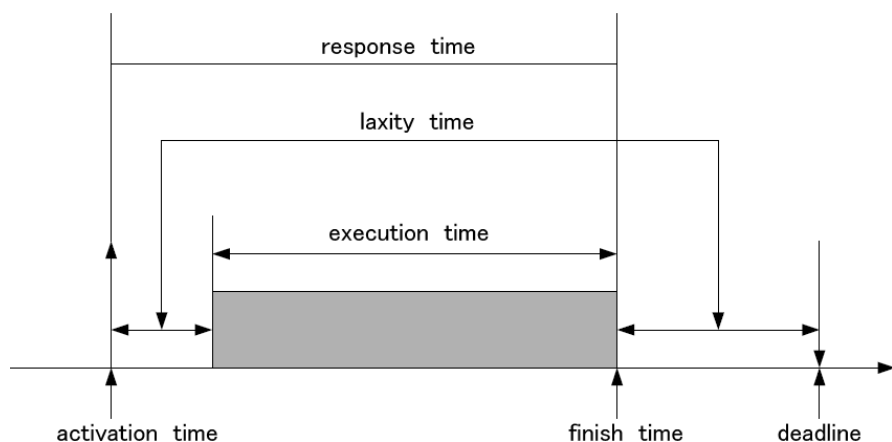 response time
laxity time
execution time
activation time
finish time
deadline